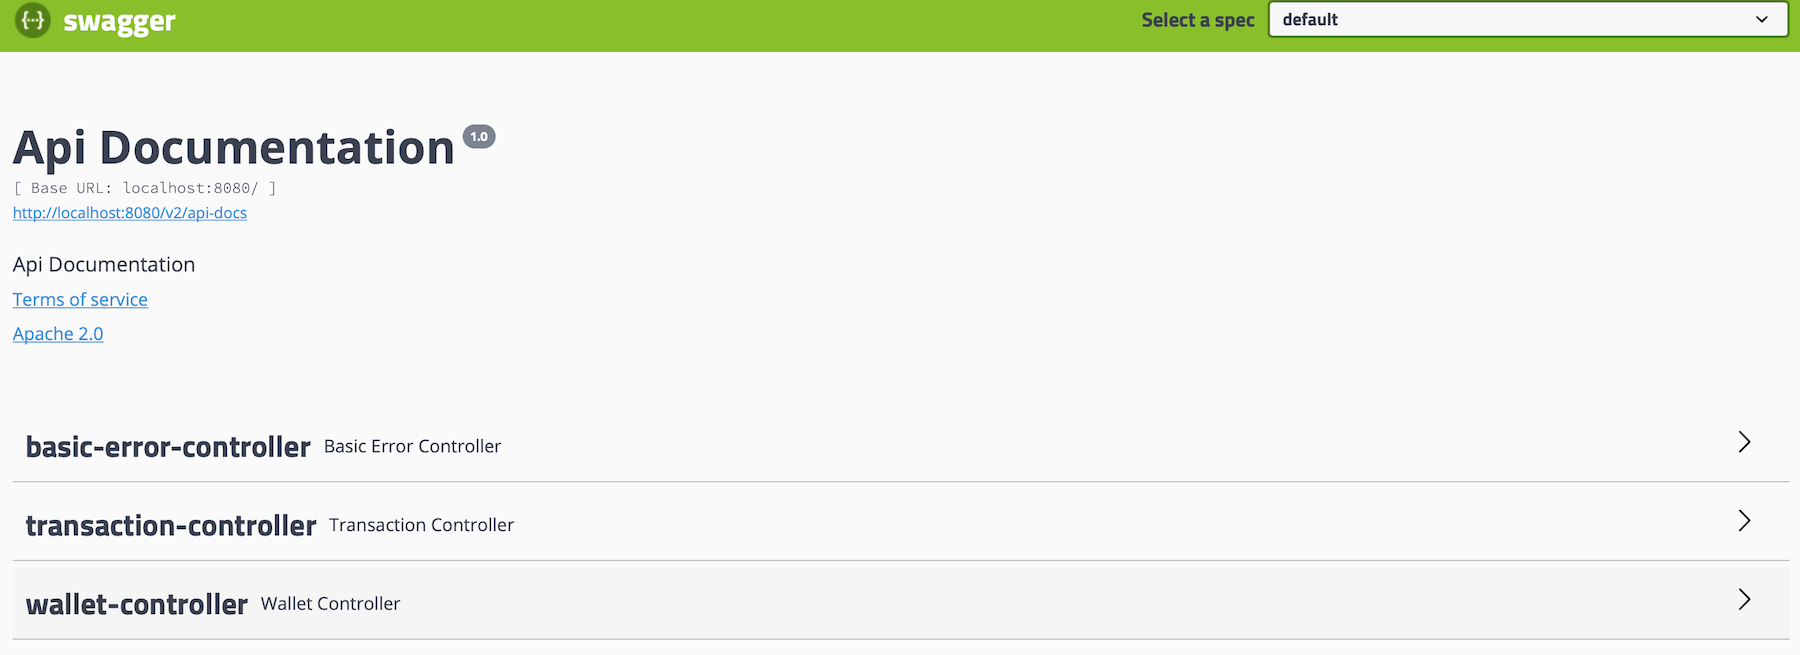 {···} swagger
Select a spec default
Api Documentation 1.0
[ Base URL: localhost:8080/ ]
http://localhost:8080/v2/api-docs
Api Documentation
Terms of service
Apache 2.0
basic-error-controller Basic Error Controller
transaction-controller Transaction Controller
wallet-controller Wallet Controller